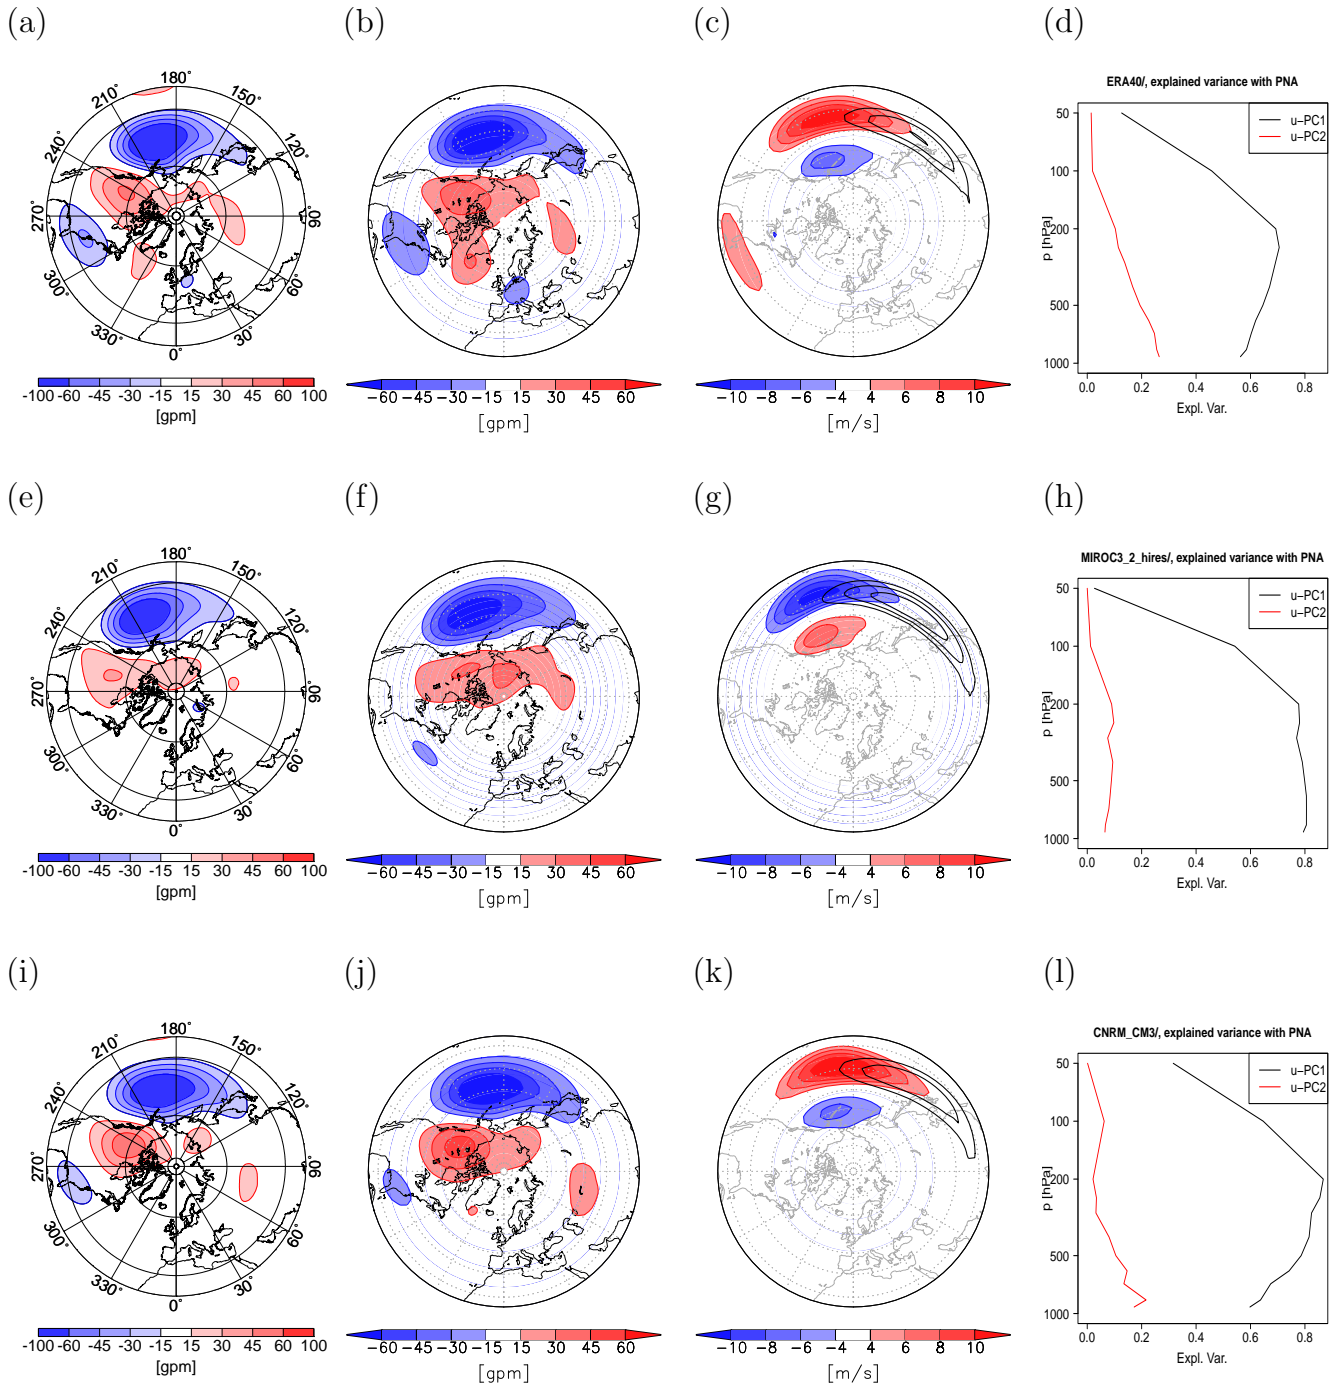 (a) (b) (c) (d)
180° 150° 120° 90° 60° 30° 0° 330° 300° 270° 240° 210°
-100 -60 -45 -30 -15 15 30 45 60 100
[gpm]
-60 -45 -30 -15 15 30 45 60
[gpm]
-10 -8 -6 -4 4 6 8 10
[m/s]
ERA40/, explained variance with PNA
u-PC1
u-PC2
50
100
200
500
1000
p [hPa]
0.0 0.2 0.4 0.6 0.8
Expl. Var.
(e) (f) (g) (h)
180° 150° 120° 90° 60° 30° 0° 330° 300° 270° 240° 210°
-100 -60 -45 -30 -15 15 30 45 60 100
[gpm]
-60 -45 -30 -15 15 30 45 60
[gpm]
-10 -8 -6 -4 4 6 8 10
[m/s]
MIROC3_2_hires/, explained variance with PNA
u-PC1
u-PC2
50
100
200
500
1000
p [hPa]
0.0 0.2 0.4 0.6 0.8
Expl. Var.
(i) (j) (k) (l)
180° 150° 120° 90° 60° 30° 0° 330° 300° 270° 240° 210°
-100 -60 -45 -30 -15 15 30 45 60 100
[gpm]
-60 -45 -30 -15 15 30 45 60
[gpm]
-10 -8 -6 -4 4 6 8 10
[m/s]
CNRM_CM3/, explained variance with PNA
u-PC1
u-PC2
50
100
200
500
1000
p [hPa]
0.0 0.2 0.4 0.6 0.8
Expl. Var.